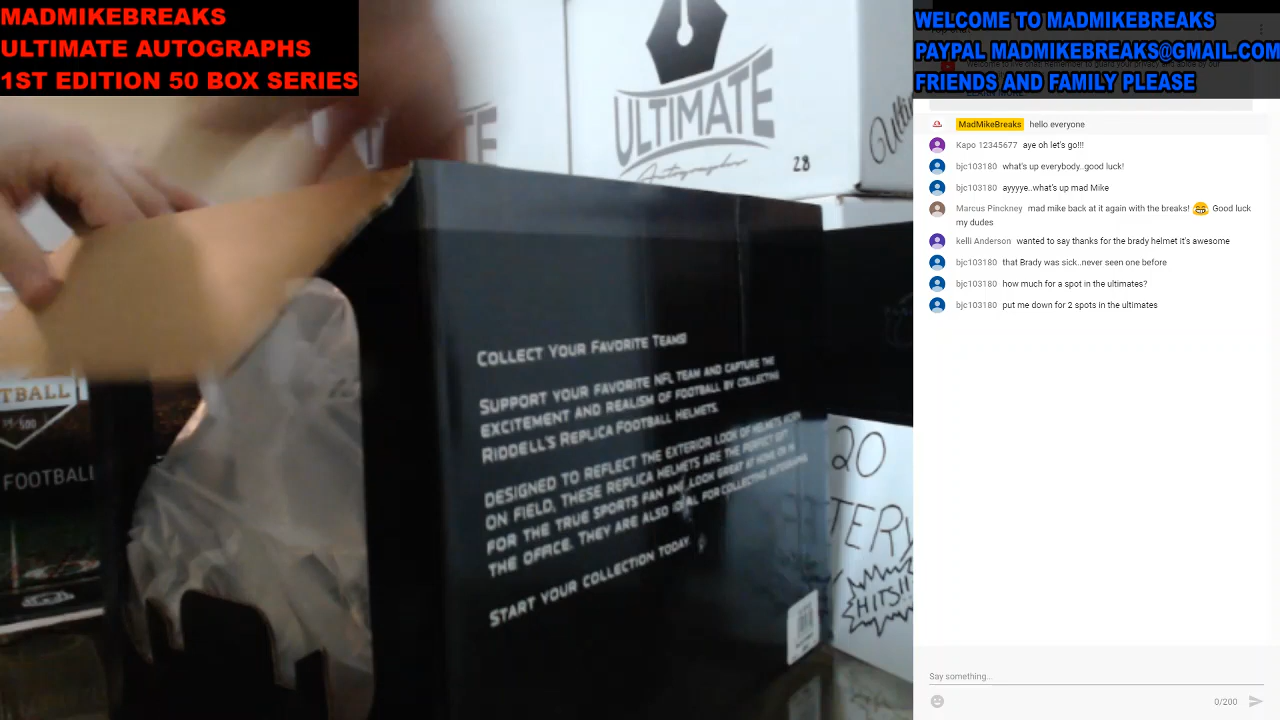 MADMIKEBREAKS
ULTIMATE AUTOGRAPHS
1ST EDITION 50 BOX SERIES
WELCOME TO MADMIKEBREAKS
PAYPAL MADMIKEBREAKS@GMAIL.COM
FRIENDS AND FAMILY PLEASE
ULTIMATE
Autographs
28
MadMikeBreaks hello everyone
Kapo 12345677 aye oh let's go!!!
bjc103180 what's up everybody..good luck!
bjc103180 ayyyye..what's up mad Mike
Marcus Pinckney mad mike back at it again with the breaks! 😂 Good luck
my dudes
kelli Anderson wanted to say thanks for the brady helmet it's awesome
bjc103180 that Brady was sick..never seen one before
bjc103180 how much for a spot in the ultimates?
bjc103180 put me down for 2 spots in the ultimates
COLLECT YOUR FAVORITE TEAMS!
SUPPORT YOUR FAVORITE NFL TEAM AND CAPTURE THE
EXCITEMENT AND REALISM OF FOOTBALL BY COLLECTING
RIDDELL'S REPLICA FOOTBALL HELMETS.
DESIGNED TO REFLECT THE EXTERIOR LOOK OF HELMETS WORN
ON FIELD, THESE REPLICA HELMETS ARE THE PERFECT GIFT
FOR THE TRUE SPORTS FAN AND LOOK GREAT AT HOME OR IN
THE OFFICE. THEY ARE ALSO IDEAL FOR COLLECTING AUTOGRAPHS.
START YOUR COLLECTION TODAY.
TBALL
FOOTBALL
20
TERY
HITS!!
Say something...
0/200